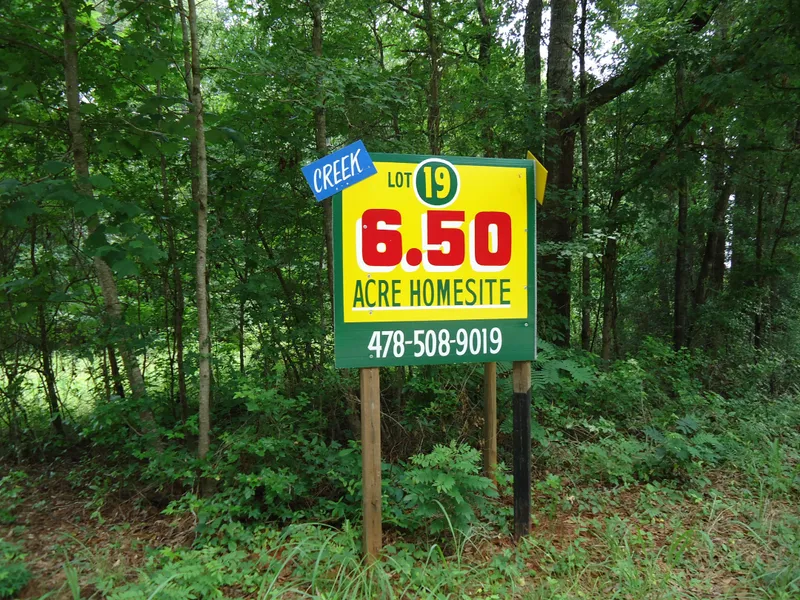 CREEK
LOT 19
6.50
ACRE HOMESITE
478-508-9019